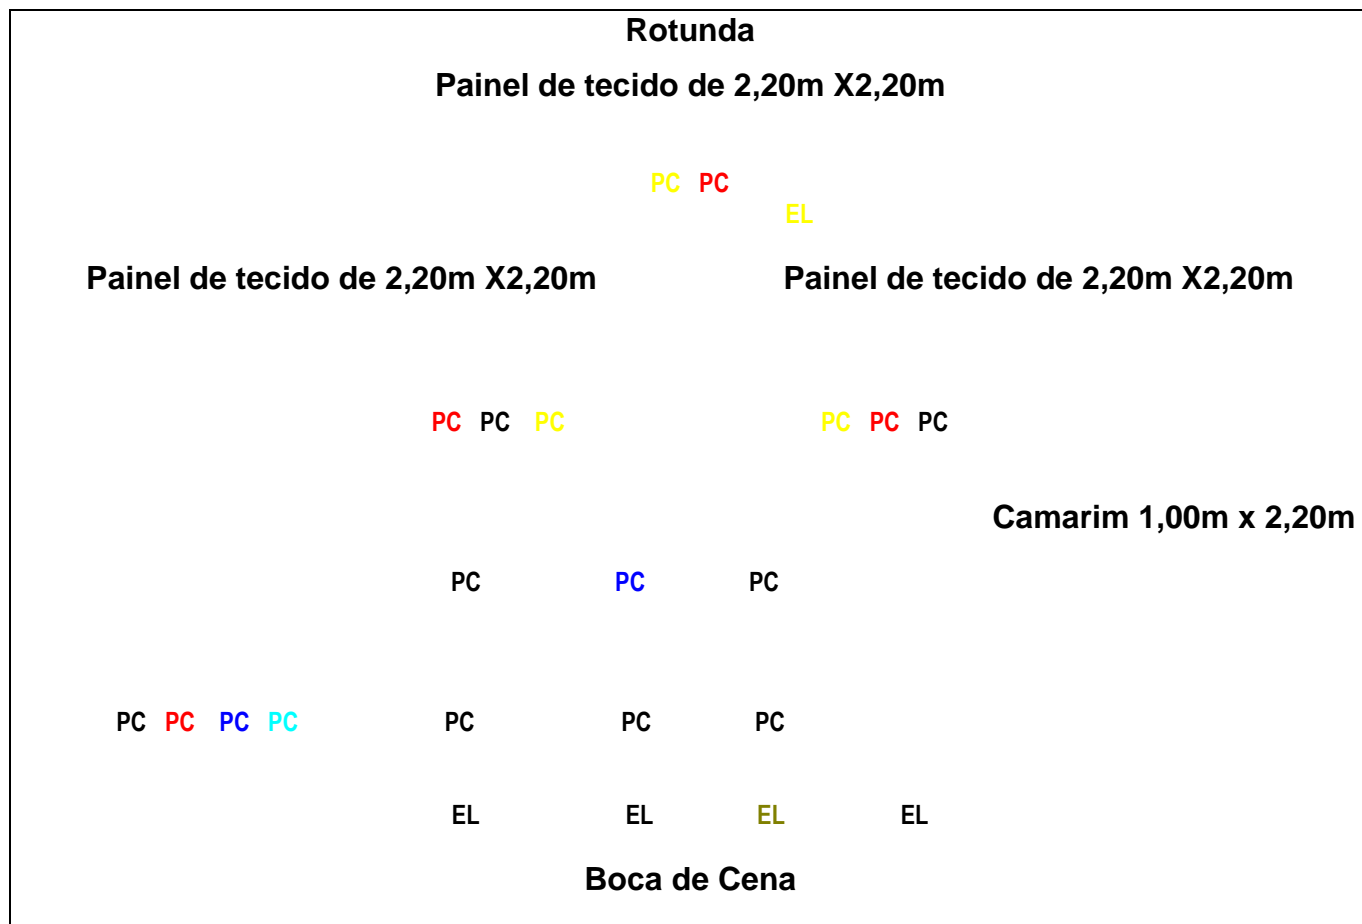 Rotunda
Painel de tecido de 2,20m X2,20m
PC PC
EL
Painel de tecido de 2,20m X2,20m Painel de tecido de 2,20m X2,20m
PC PC PC PC PC PC
Camarim 1,00m x 2,20m
PC PC PC
PC PC PC PC PC PC PC
EL EL EL EL
Boca de Cena